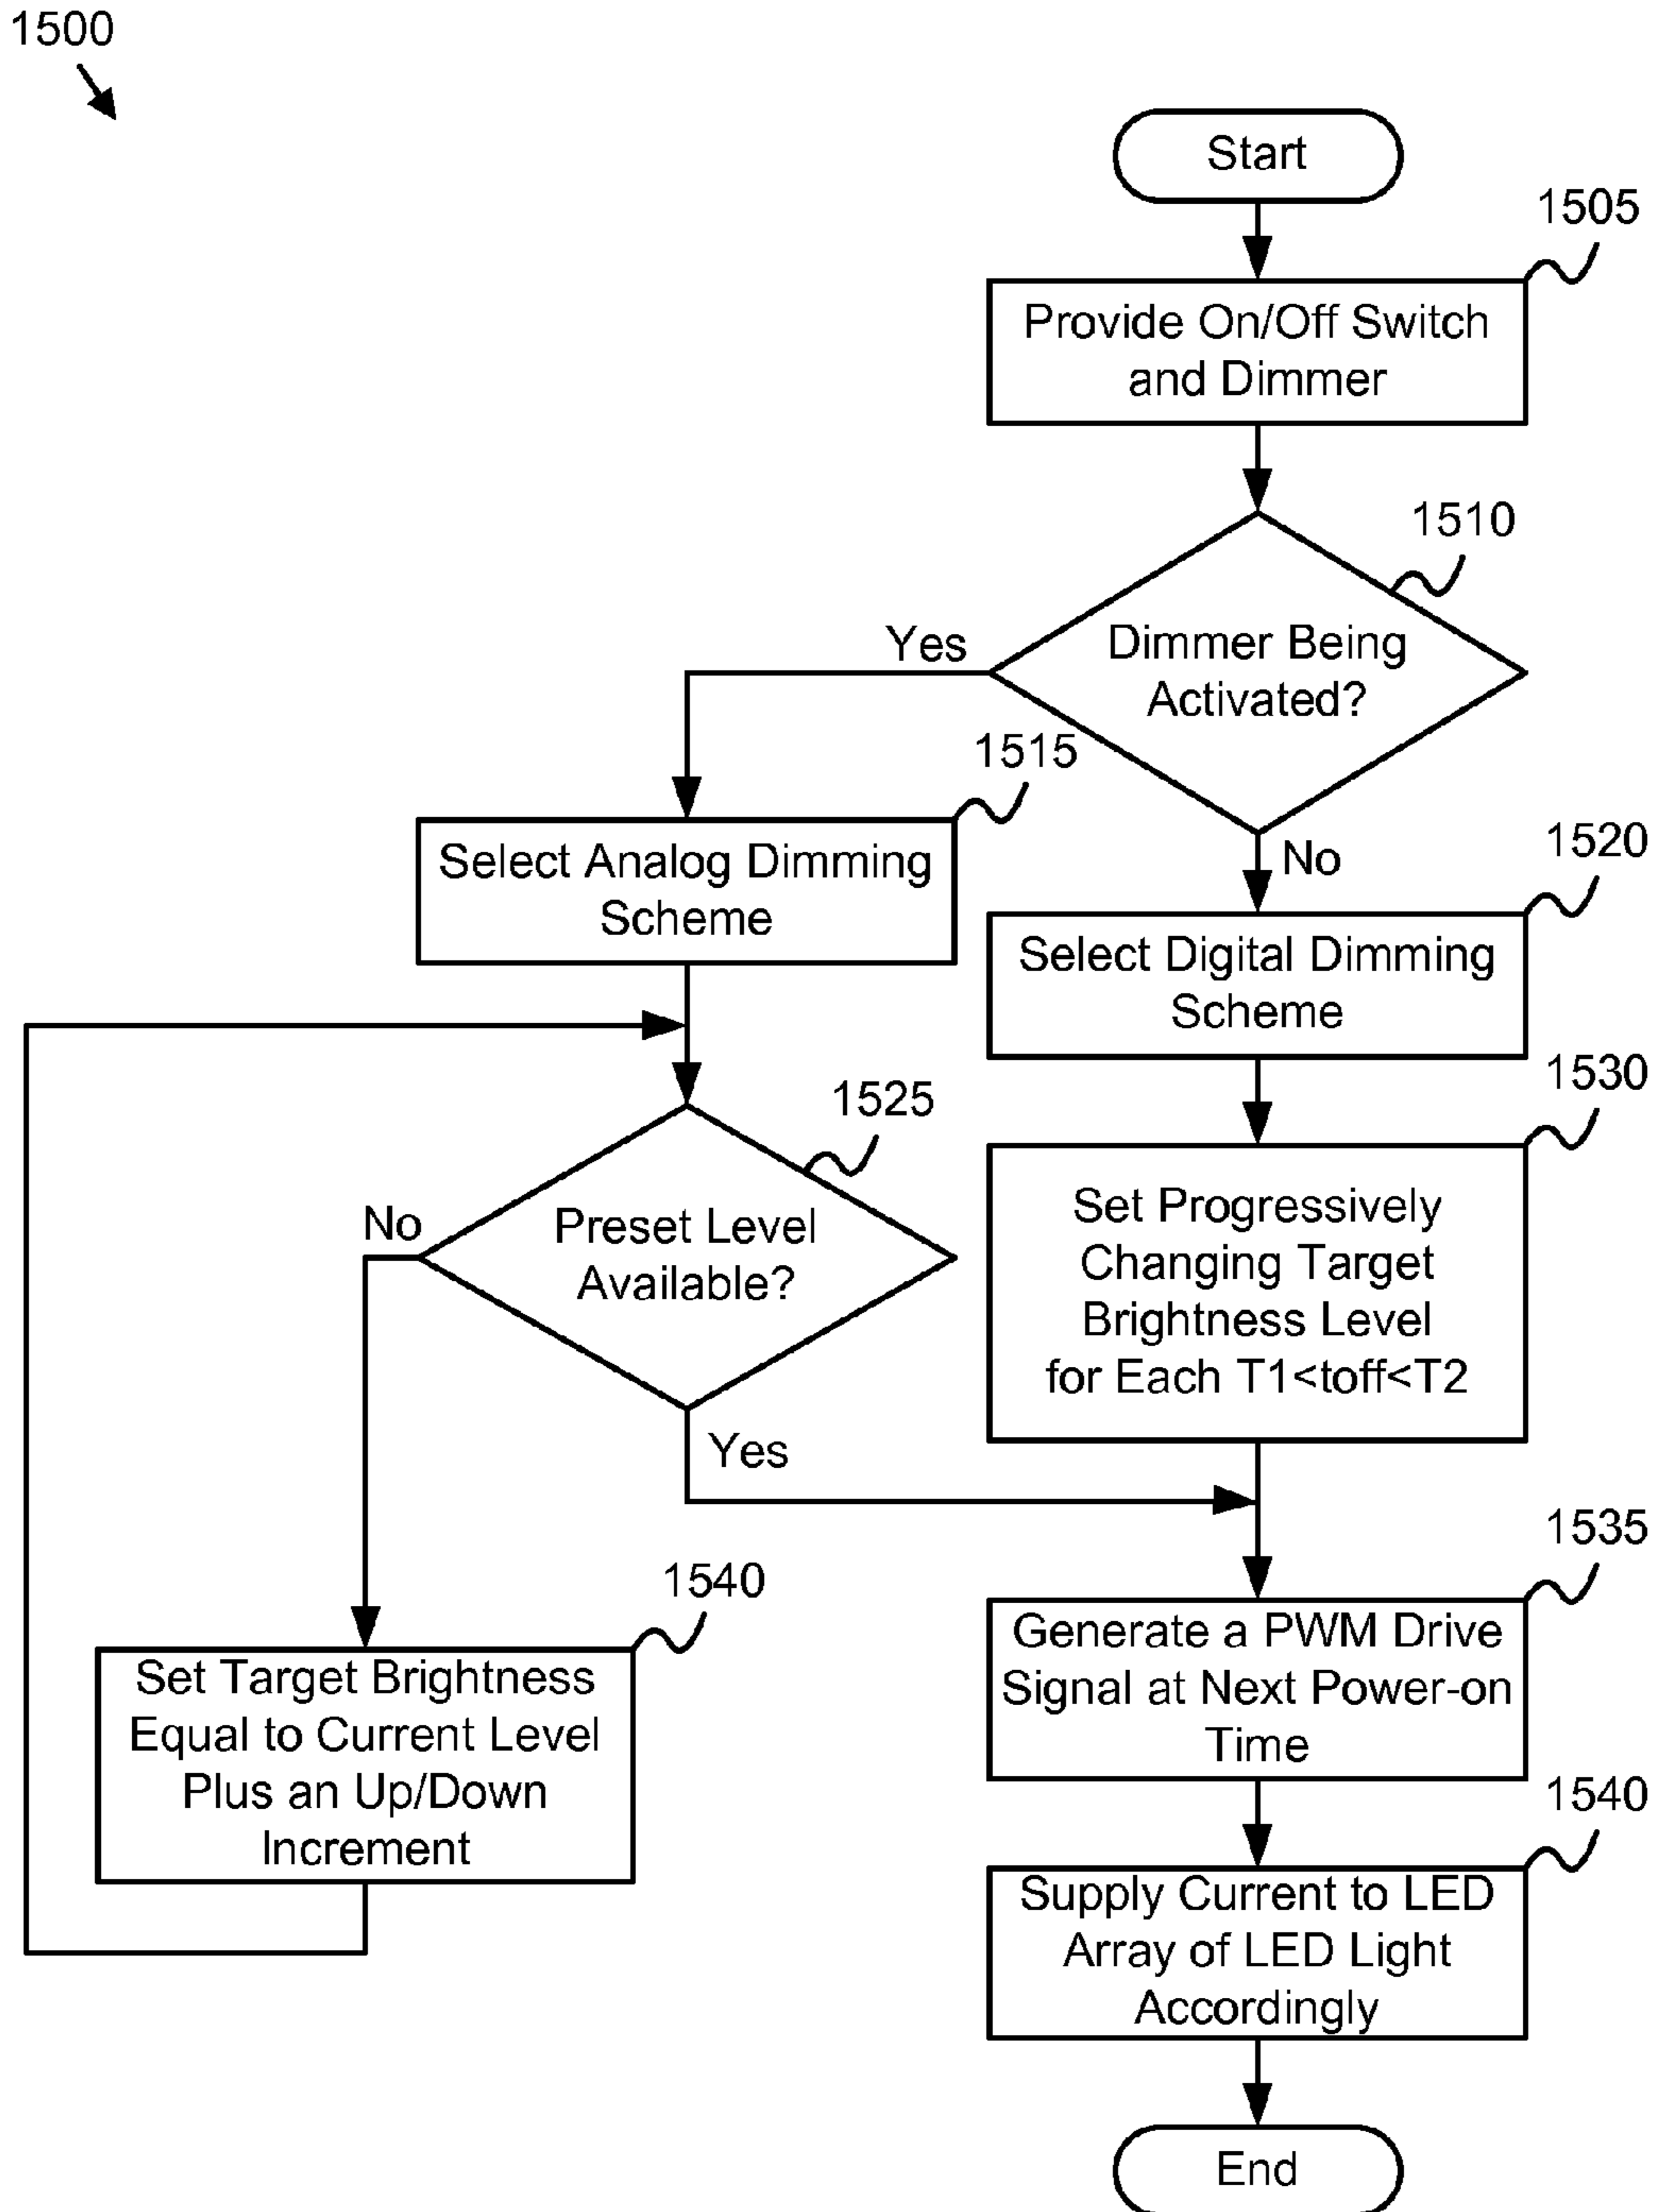 1500
Start
1505
Provide On/Off Switch
and Dimmer
1510
Dimmer Being
Activated?
Yes
No
1515
Select Analog Dimming
Scheme
1520
Select Digital Dimming
Scheme
1525
Preset Level
Available?
No
Yes
1530
Set Progressively
Changing Target
Brightness Level
for Each T1<toff<T2
1535
Generate a PWM Drive
Signal at Next Power-on
Time
1540
Set Target Brightness
Equal to Current Level
Plus an Up/Down
Increment
1540
Supply Current to LED
Array of LED Light
Accordingly
End